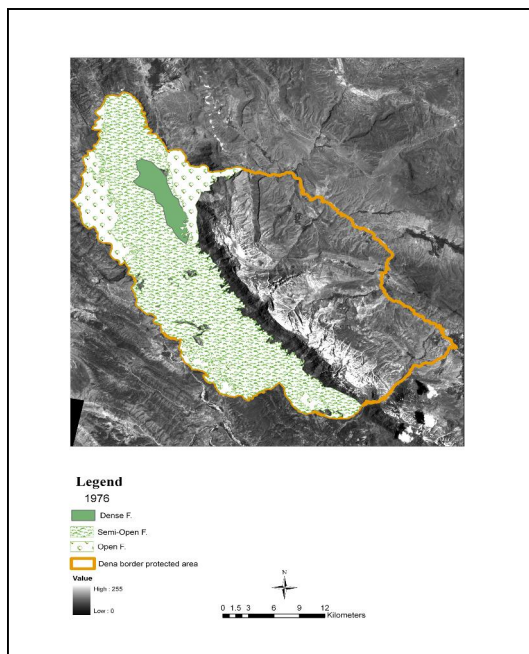 Legend
1976
Dense F.
Semi-Open F.
Open F.
Dena border protected area
Value
High : 255
Low : 0
N
0 1.5 3 6 9 12
Kilometers